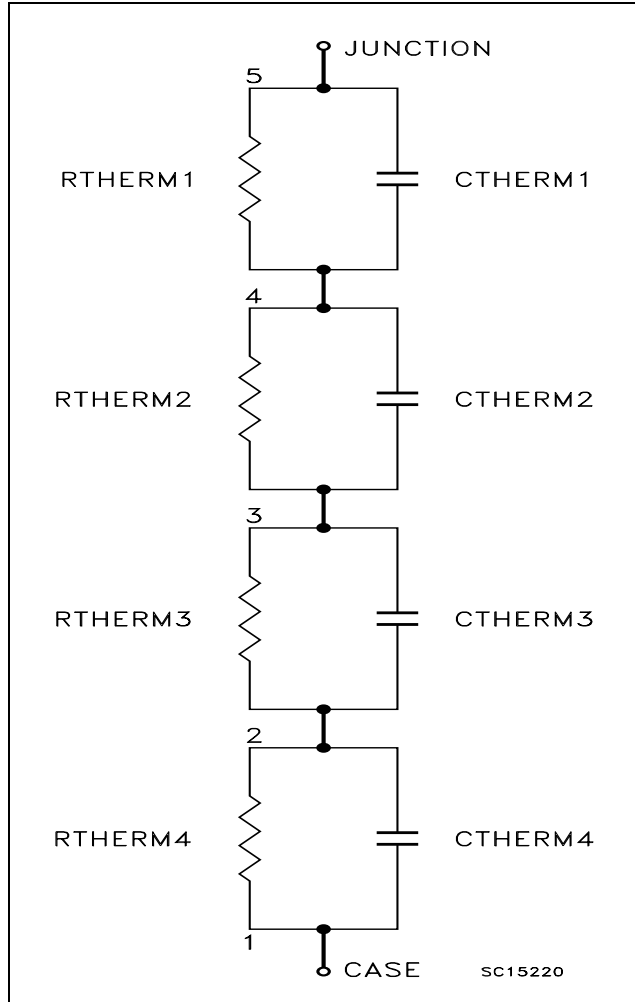 JUNCTION
5
RTHERM1 CTHERM1
4
RTHERM2 CTHERM2
3
RTHERM3 CTHERM3
2
RTHERM4 CTHERM4
1
CASE SC15220